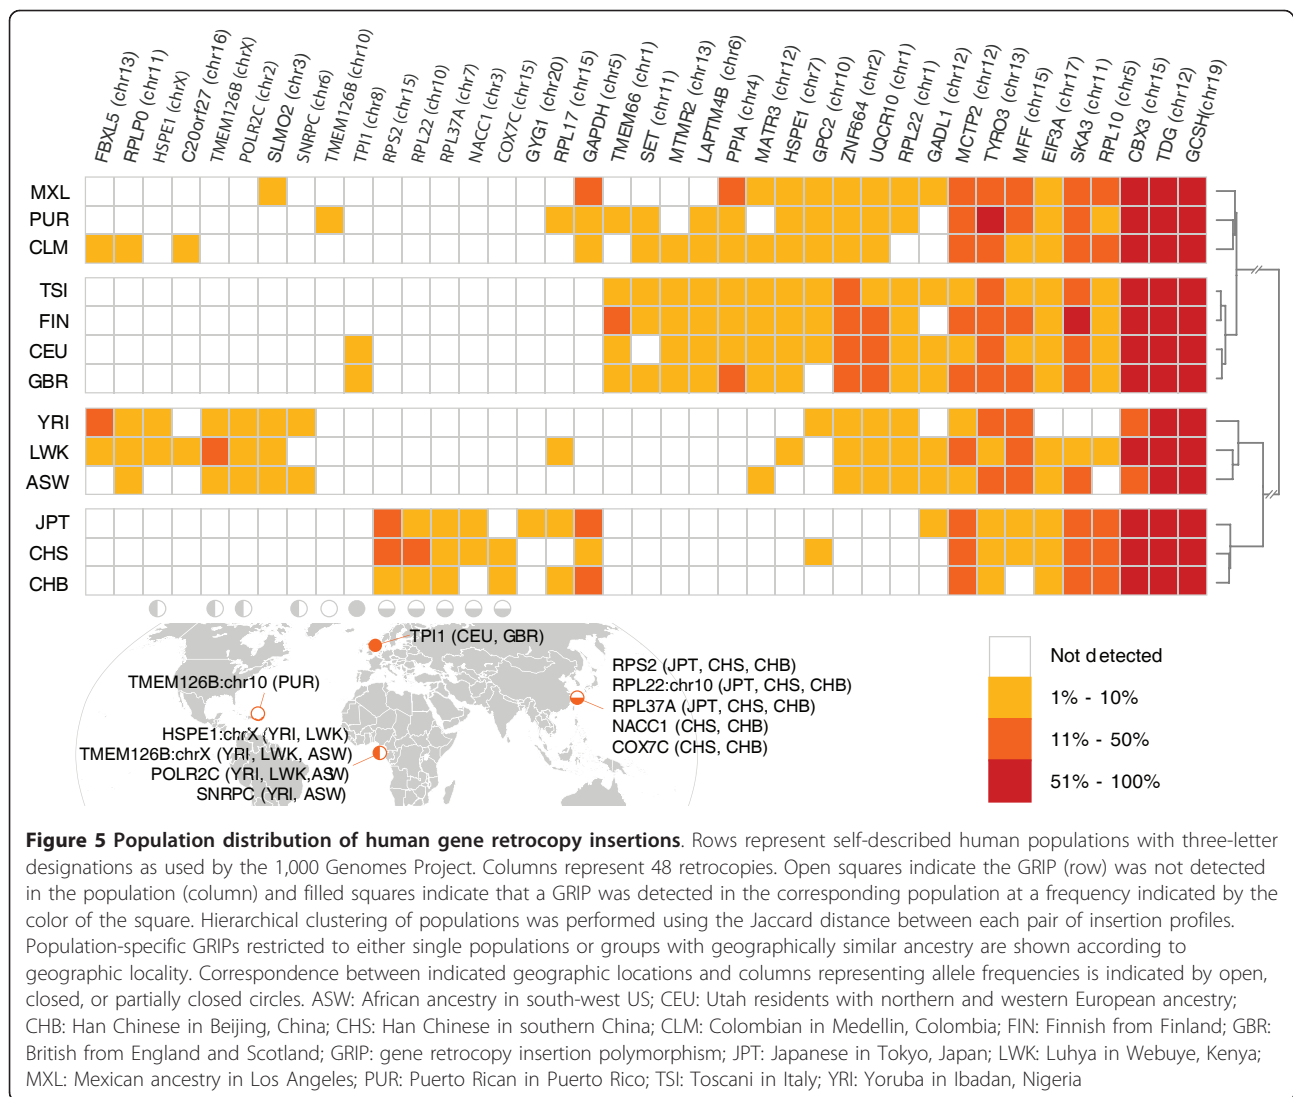 FBXL5 (chr13)
RPLP0 (chr11)
HSPE1 (chrX)
C20orf27 (chr16)
TMEM126B (chrX)
POLR2C (chr2)
SLMO2 (chr3)
SNRPC (chr6)
TMEM126B (chr10)
TPI1 (chr8)
RPS2 (chr15)
RPL22 (chr10)
RPL37A (chr7)
NACC1 (chr3)
COX7C (chr15)
GYG1 (chr20)
RPL17 (chr15)
GAPDH (chr5)
TMEM66 (chr1)
SET (chr11)
MTMR2 (chr13)
LAPTM4B (chr6)
PPIA (chr4)
MATR3 (chr12)
HSPE1 (chr7)
GPC2 (chr10)
ZNF664 (chr2)
UQCR10 (chr1)
RPL22 (chr1)
GADL1 (chr12)
MCTP2 (chr12)
TYRO3 (chr13)
MFF (chr15)
EIF3A (chr17)
SKA3 (chr11)
RPL10 (chr5)
CBX3 (chr15)
TDG (chr12)
GCSH(chr19)
MXL
PUR
CLM
TSI
FIN
CEU
GBR
YRI
LWK
ASW
JPT
CHS
CHB
TPI1 (CEU, GBR)
TMEM126B:chr10 (PUR)
HSPE1:chrX (YRI, LWK)
TMEM126B:chrX (YRI, LWK, ASW)
POLR2C (YRI, LWK,ASW)
SNRPC (YRI, ASW)
RPS2 (JPT, CHS, CHB)
RPL22:chr10 (JPT, CHS, CHB)
RPL37A (JPT, CHS, CHB)
NACC1 (CHS, CHB)
COX7C (CHS, CHB)
Not detected
1% - 10%
11% - 50%
51% - 100%
Figure 5 Population distribution of human gene retrocopy insertions. Rows represent self-described human populations with three-letter
designations as used by the 1,000 Genomes Project. Columns represent 48 retrocopies. Open squares indicate the GRIP (row) was not detected
in the population (column) and filled squares indicate that a GRIP was detected in the corresponding population at a frequency indicated by the
color of the square. Hierarchical clustering of populations was performed using the Jaccard distance between each pair of insertion profiles.
Population-specific GRIPs restricted to either single populations or groups with geographically similar ancestry are shown according to
geographic locality. Correspondence between indicated geographic locations and columns representing allele frequencies is indicated by open,
closed, or partially closed circles. ASW: African ancestry in south-west US; CEU: Utah residents with northern and western European ancestry;
CHB: Han Chinese in Beijing, China; CHS: Han Chinese in southern China; CLM: Colombian in Medellin, Colombia; FIN: Finnish from Finland; GBR:
British from England and Scotland; GRIP: gene retrocopy insertion polymorphism; JPT: Japanese in Tokyo, Japan; LWK: Luhya in Webuye, Kenya;
MXL: Mexican ancestry in Los Angeles; PUR: Puerto Rican in Puerto Rico; TSI: Toscani in Italy; YRI: Yoruba in Ibadan, Nigeria